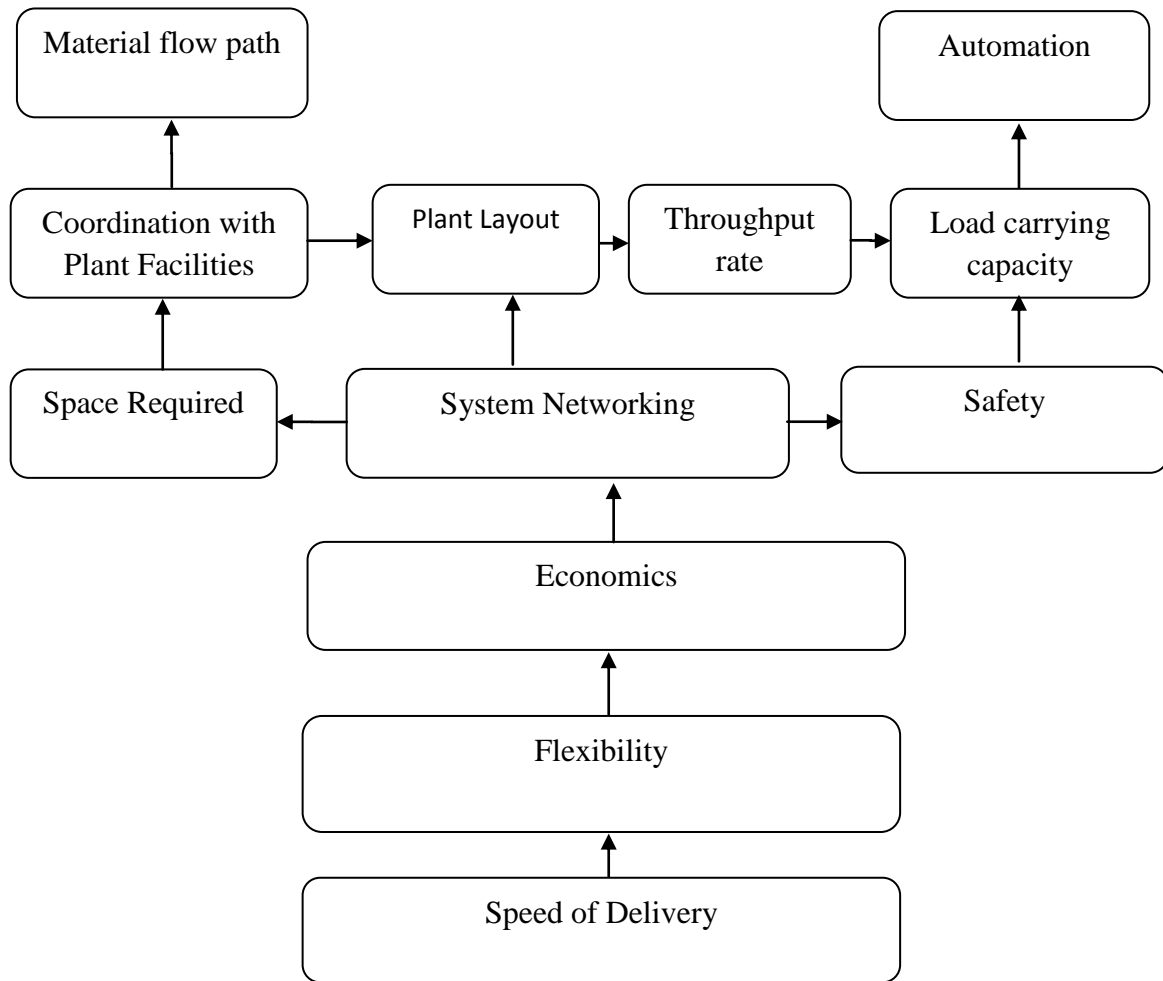 Material flow path
Automation
Coordination with
Plant Facilities
Plant Layout
Throughput
rate
Load carrying
capacity
Space Required
System Networking
Safety
Economics
Flexibility
Speed of Delivery